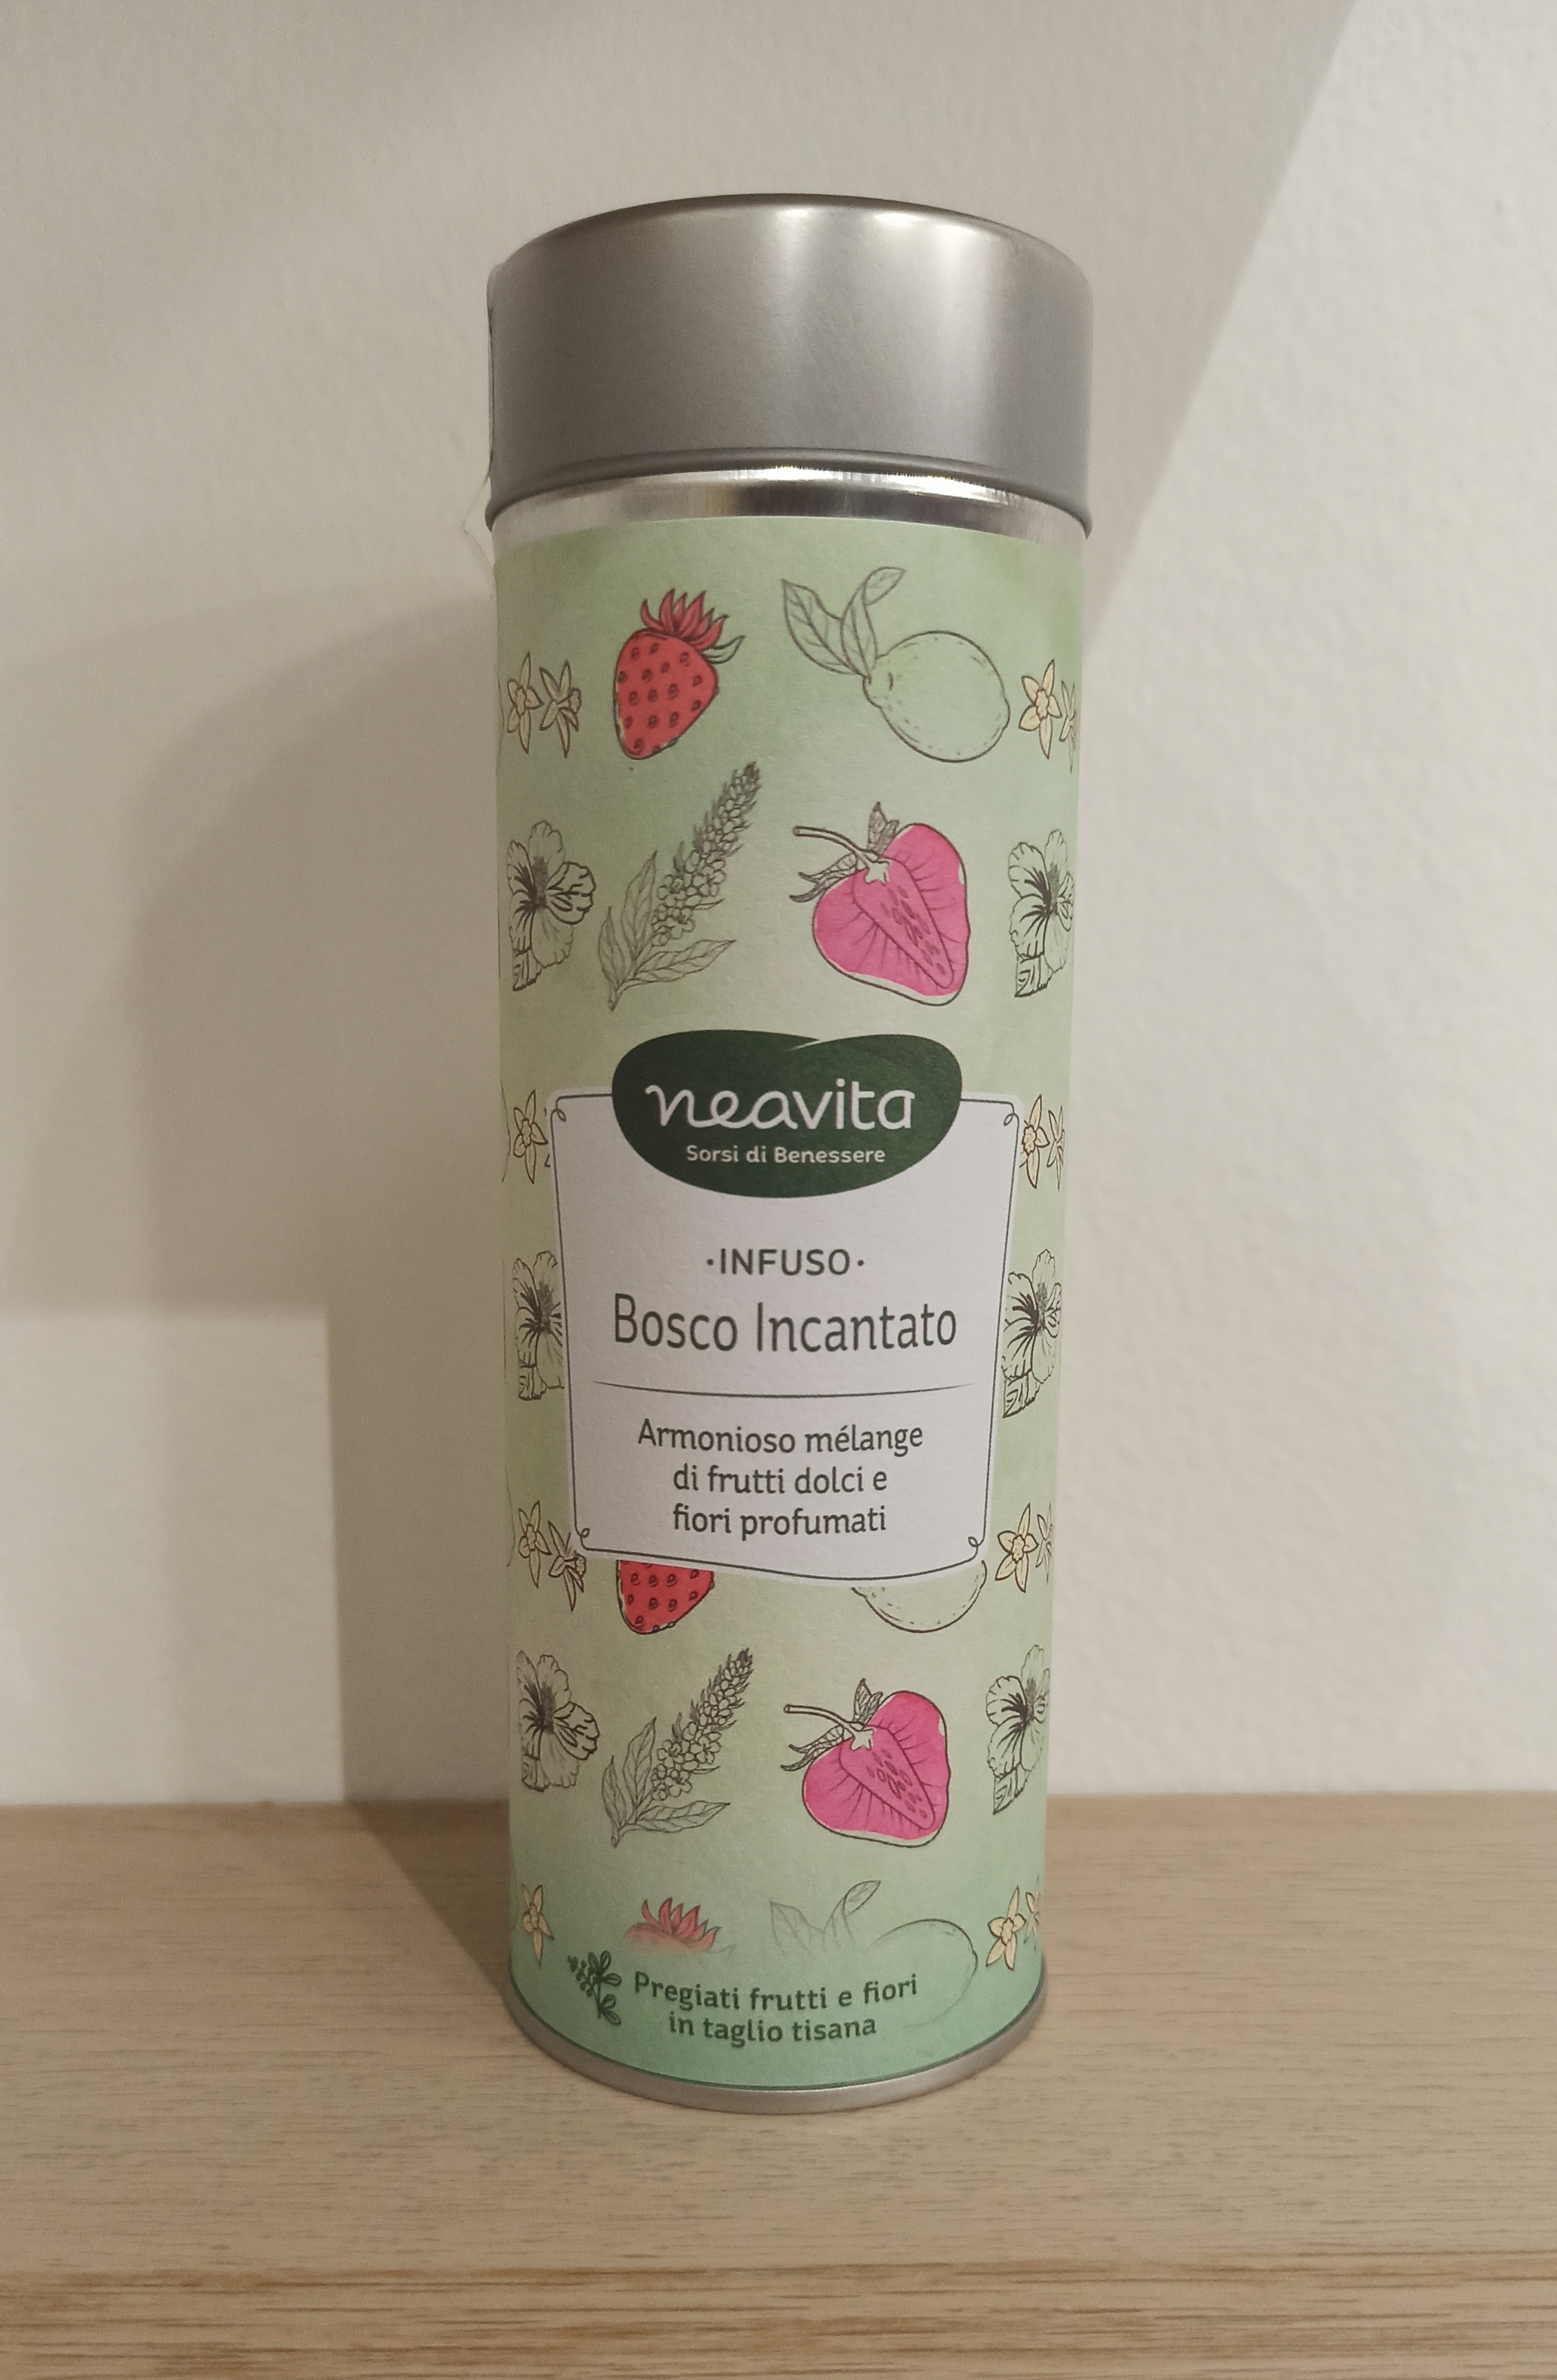 neavita
Sorsi di Benessere
·INFUSO·
Bosco Incantato
Armonioso mélange
di frutti dolci e
fiori profumati
Pregiati frutti e fiori
in taglio tisana